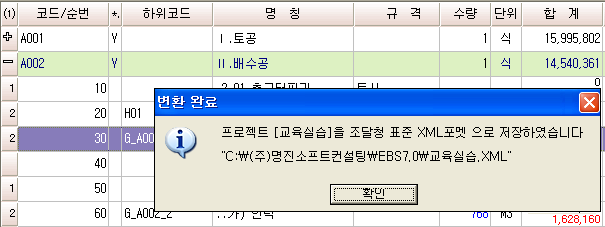 (1) 코드/순번 *. 하위코드 명 칭 규 격 수량 단위 합 계
A001 Y Ⅰ.토공 1 식 15,995,802
A002 Y Ⅱ.배수공 1 식 14,540,361
1 10 0
2 20 H01
2 30 G_A00
40
1 50
2 60 G_A002_2 M3
1,628,160
변환 완료
프로젝트 [교육실습]을 조달청 표준 XML포멧 으로 저장하였습니다
"C:\(주)명진소프트컨설팅\EBS7.0\교육실습.XML"
확인